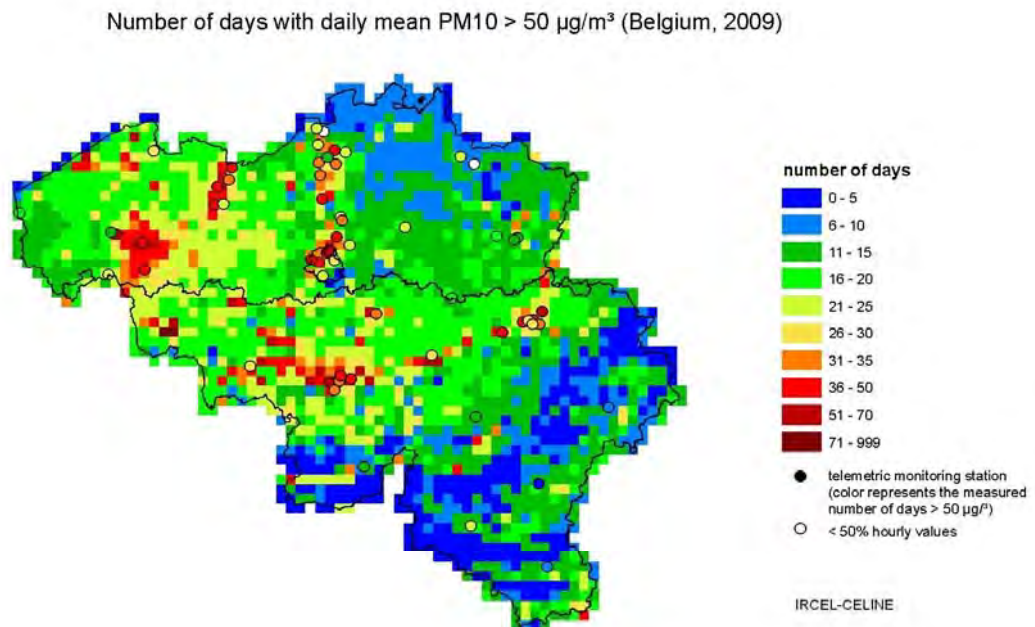 Number of days with daily mean PM10 > 50 µg/m³ (Belgium, 2009)
number of days
0 - 5
6 - 10
11 - 15
16 - 20
21 - 25
26 - 30
31 - 35
36 - 50
51 - 70
71 - 999
telemetric monitoring station
(color represents the measured
number of days > 50 µg/³)
< 50% hourly values
IRCEL-CELINE